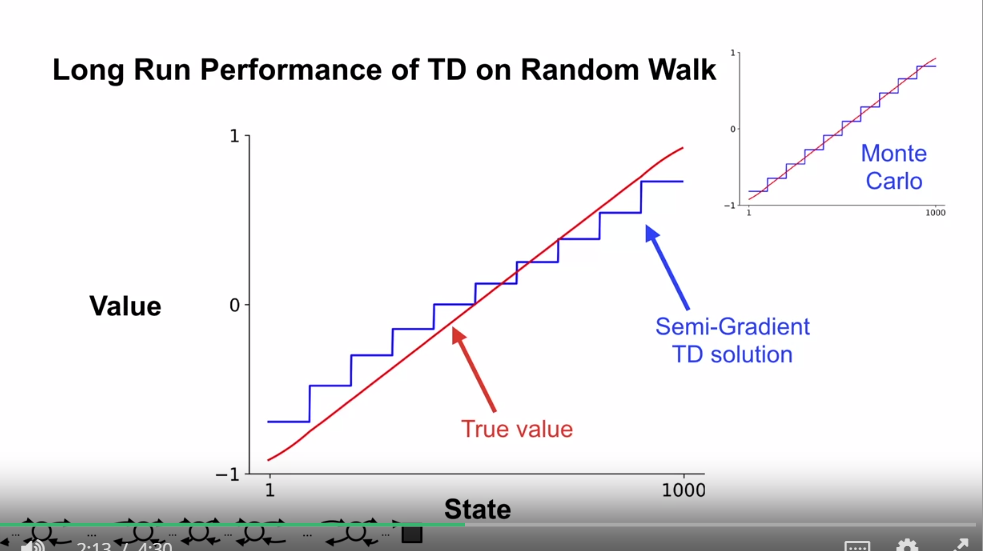 Long Run Performance of TD on Random Walk
1
0
−1
1
1000
Monte
Carlo
1
0
−1
1
1000
Value
State
Semi-Gradient
TD solution
True value
2:13 / 4:30